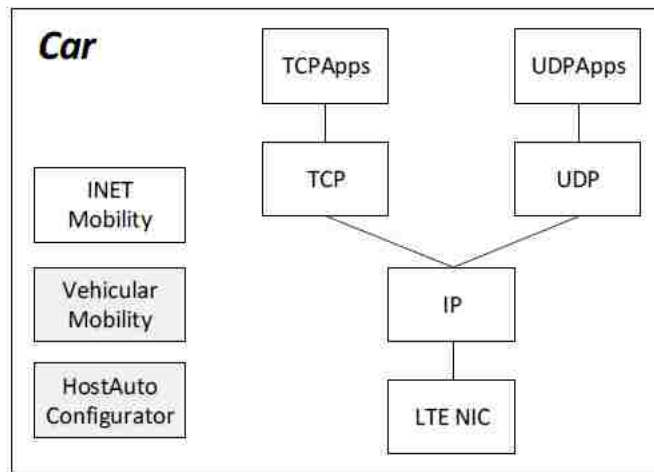 Car
TCPApps
UDPApps
TCP
UDP
INET
Mobility
Vehicular
Mobility
IP
HostAuto
Configurator
LTE NIC